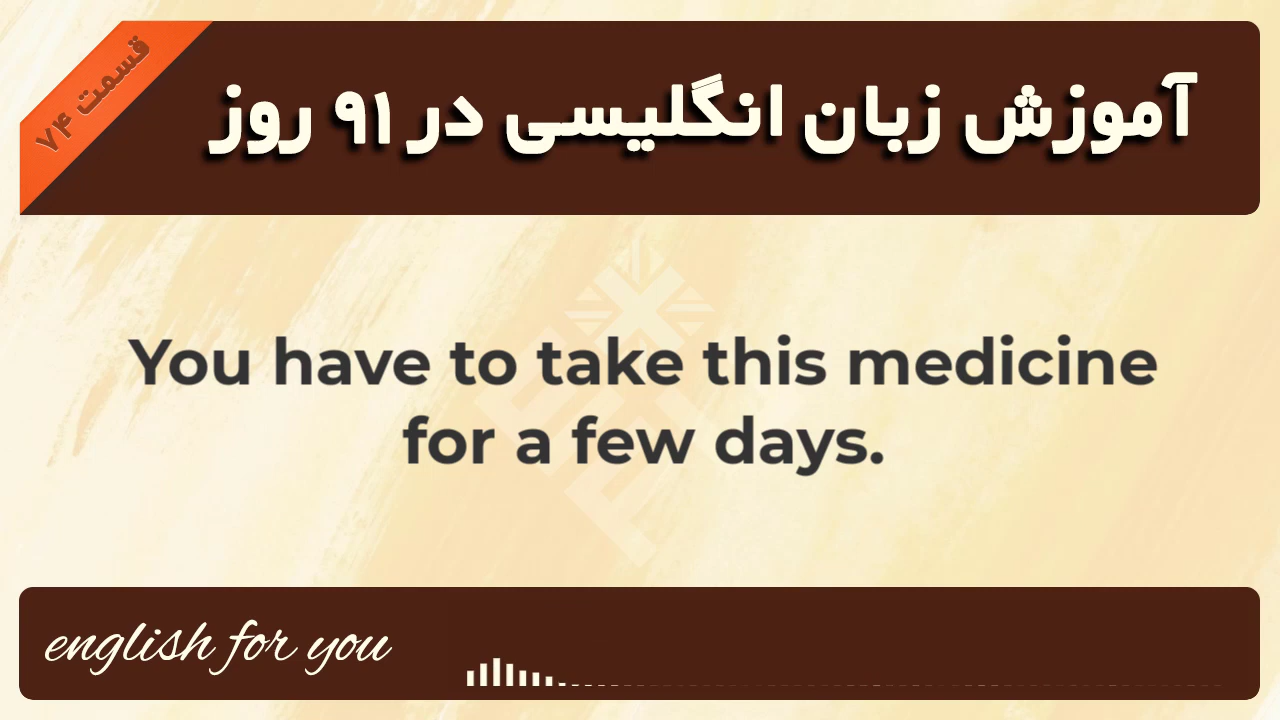 آموزش زبان انگلیسی در ۹۱ روز
قسمت ۷۴
You have to take this medicine
for a few days.
english for you